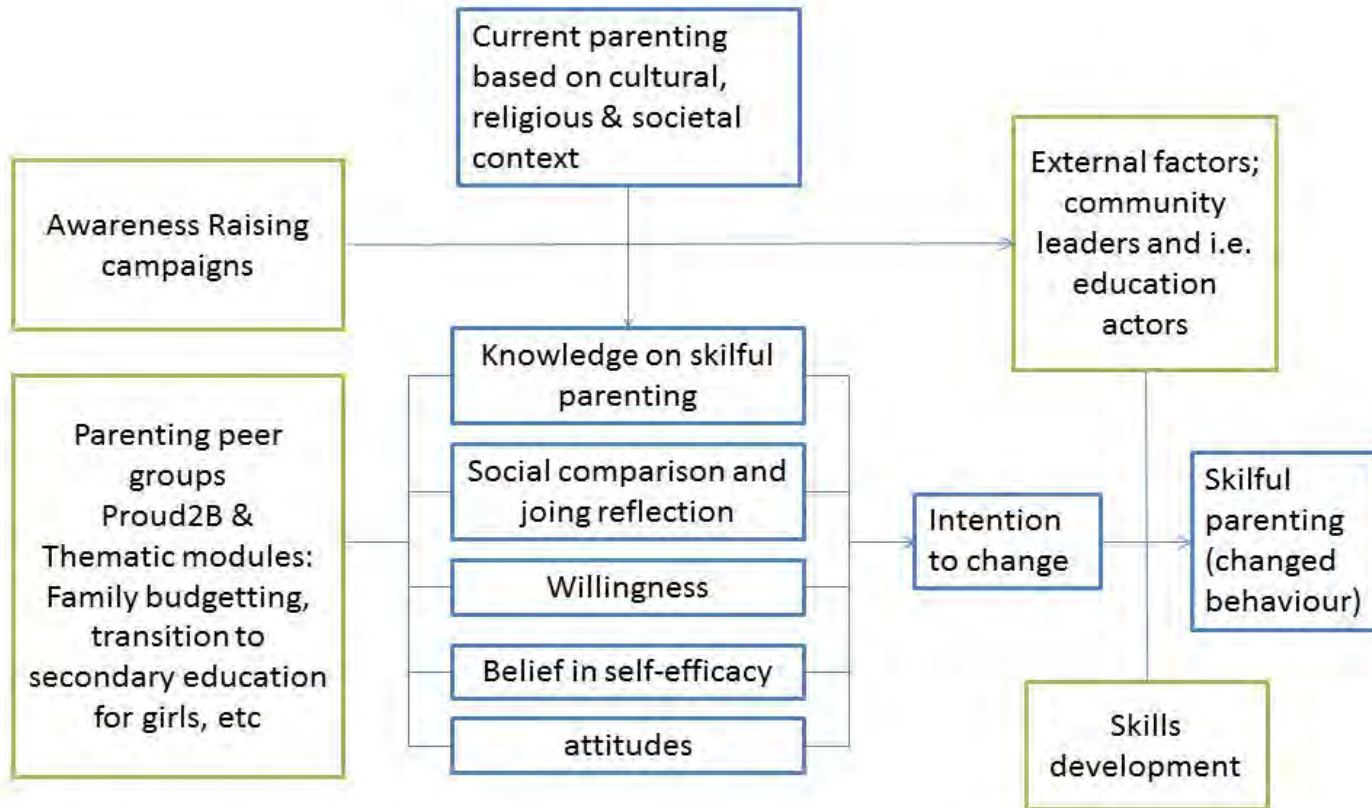 Current parenting
based on cultural,
religious & societal
context
Awareness Raising
campaigns
External factors;
community
leaders and i.e.
education
actors
Parenting peer
groups
Proud2B &
Thematic modules:
Family budgetting,
transition to
secondary education
for girls, etc
Knowledge on skilful
parenting
Social comparison and
joing reflection
Willingness
Belief in self-efficacy
attitudes
Intention
to change
Skilful
parenting
(changed
behaviour)
Skills
development